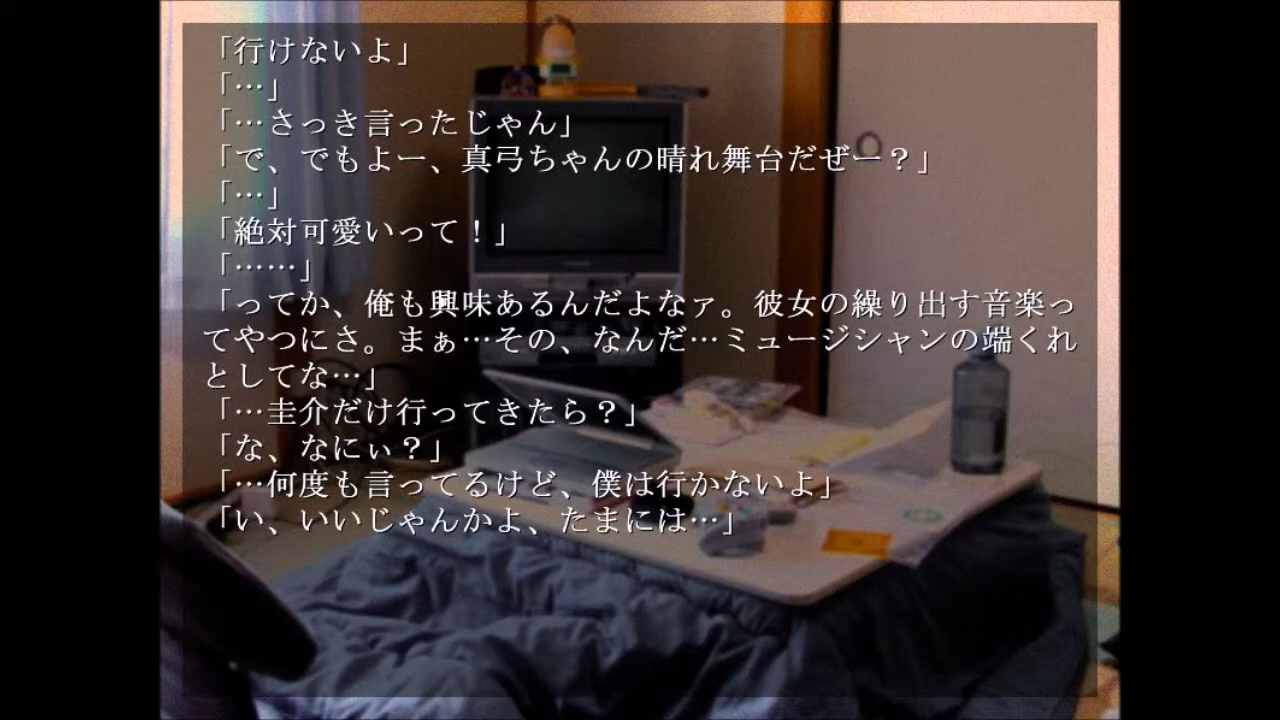 「行けないよ」
「…」
「…さっき言ったじゃん」
「で、でもよー、真弓ちゃんの晴れ舞台だぜー？」
「…」
「絶対可愛いって！」
「……」
「ってか、俺も興味あるんだよなァ。彼女の繰り出す音楽っ
てやつにさ。まぁ…その、なんだ…ミュージシャンの端くれ
としてな…」
「…圭介だけ行ってきたら？」
「な、なにぃ？」
「…何度も言ってるけど、僕は行かないよ」
「い、いいじゃんかよ、たまには…」